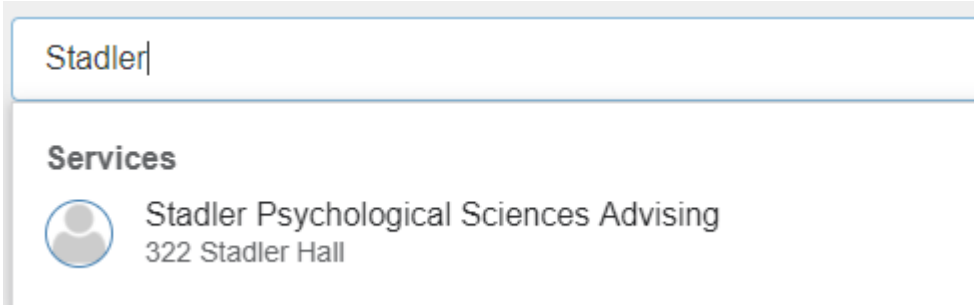 Stadler
Services
Stadler Psychological Sciences Advising
322 Stadler Hall